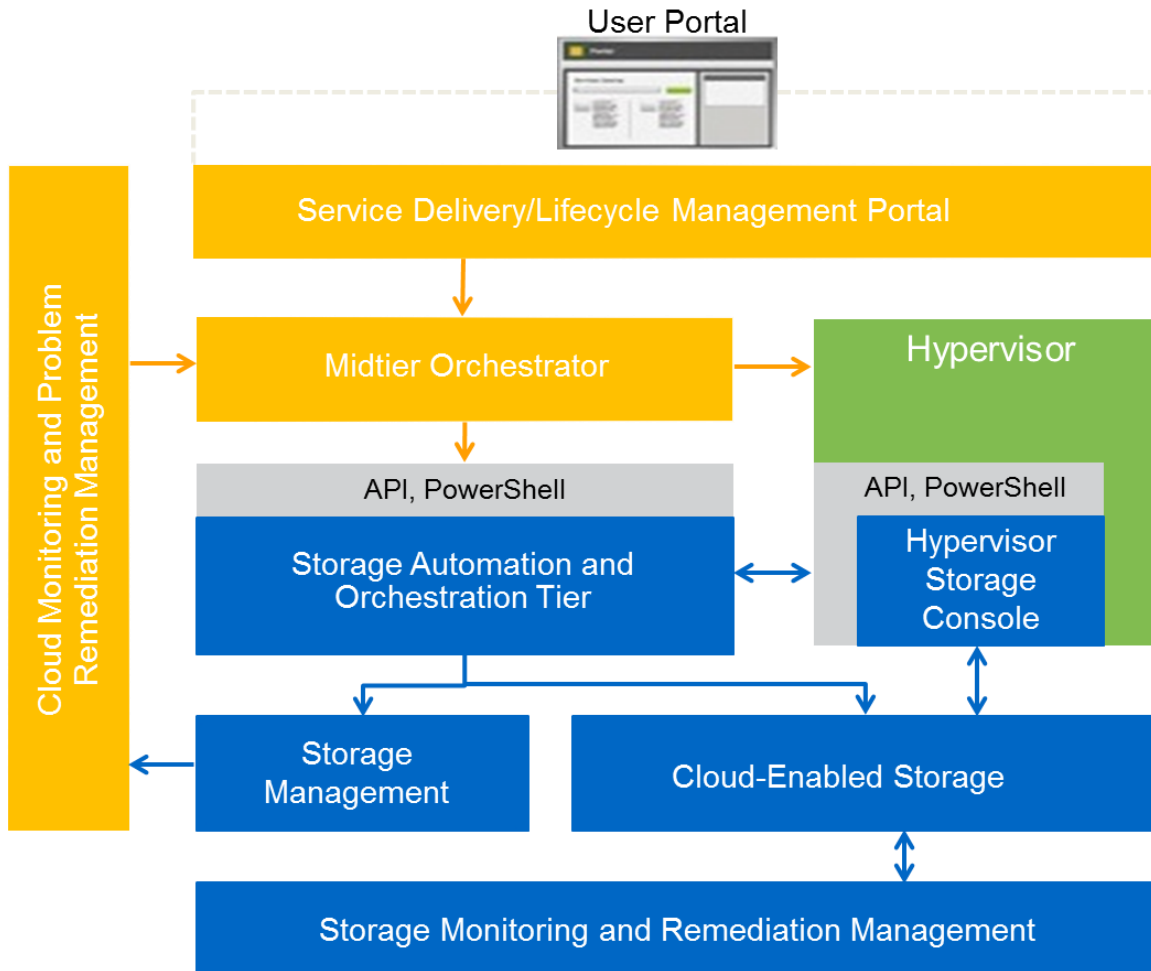 User Portal
Portal
Service Delivery/Lifecycle Management Portal
Cloud Monitoring and Problem
Remediation Management
Midtier Orchestrator
Hypervisor
API, PowerShell
API, PowerShell
Storage Automation and
Orchestration Tier
Hypervisor
Storage
Console
Storage
Management
Cloud-Enabled Storage
Storage Monitoring and Remediation Management